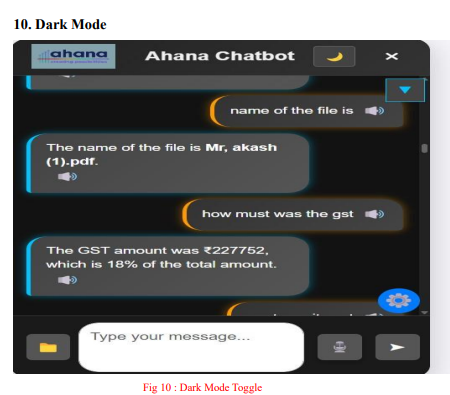 10. Dark Mode
ahana
Ahana Chatbot
name of the file is
The name of the file is Mr, akash
(1).pdf.
how must was the gst
The GST amount was ₹227752,
which is 18% of the total amount.
Type your message...
Fig 10 : Dark Mode Toggle